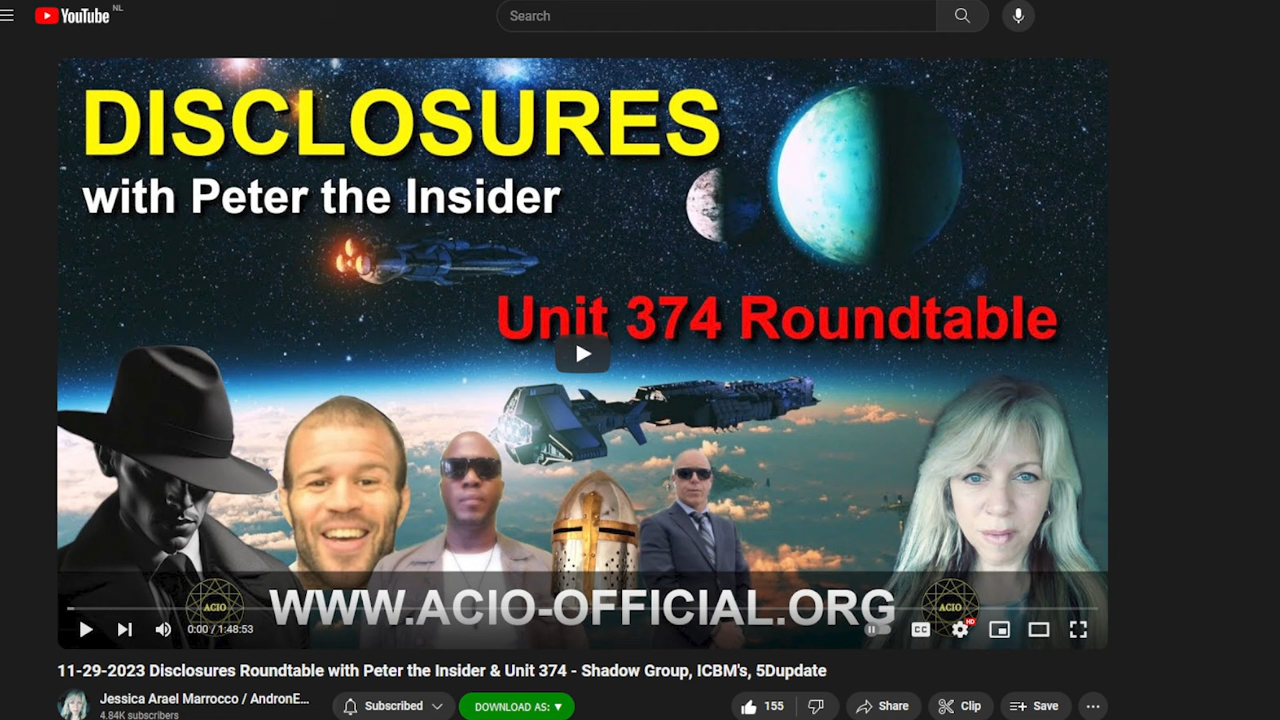 YouTube NL
Search
DISCLOSURES
with Peter the Insider
Unit 374 Roundtable
ACIO
WWW.ACIO-OFFICIAL.ORG
ACIO
0:00 / 1:48:53
CC
HD
11-29-2023 Disclosures Roundtable with Peter the Insider & Unit 374 - Shadow Group, ICBM's, 5Dupdate
Jessica Arael Marrocco / AndronE...
4.84K subscribers
Subscribed
DOWNLOAD AS: ▼
155
Share
Clip
Save